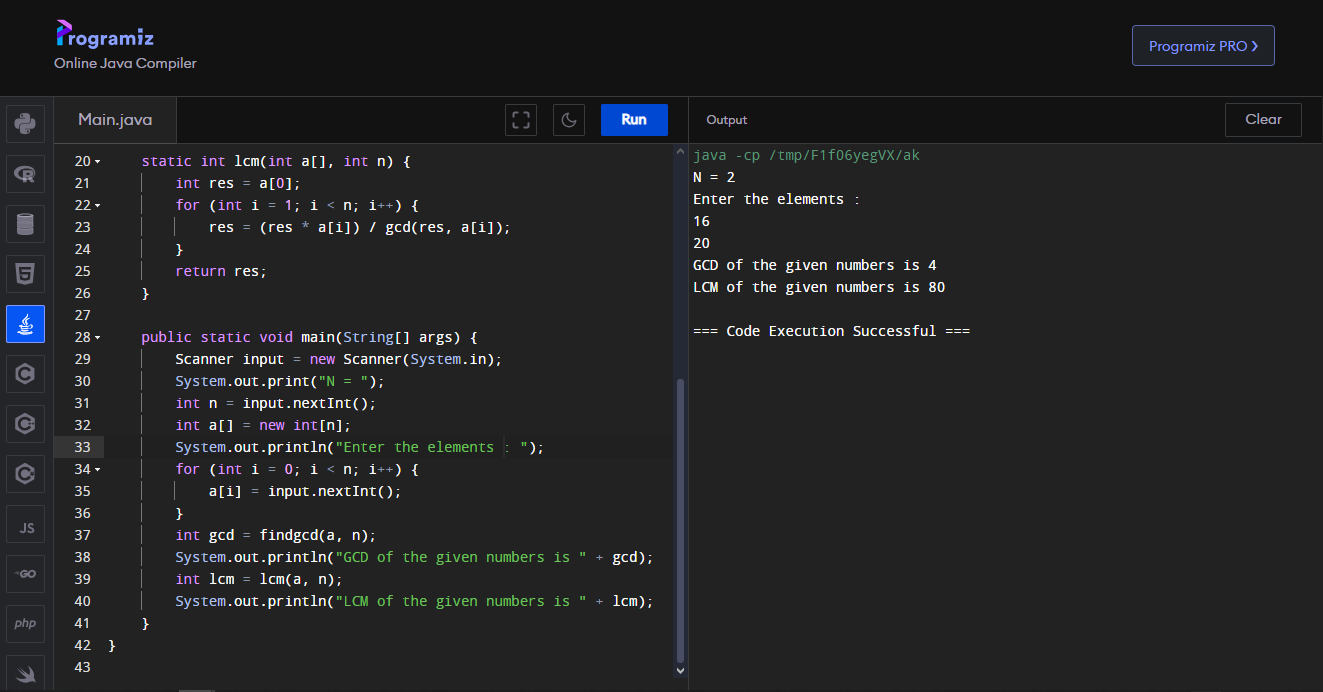 Programiz
Online Java Compiler
Programiz PRO ❯
Main.java
Run
Output
Clear
JS
GO
php
20    static int lcm(int a[], int n) {
21        int res = a[0];
22        for (int i = 1; i < n; i++) {
23            res = (res * a[i]) / gcd(res, a[i]);
24        }
25        return res;
26    }
27
28    public static void main(String[] args) {
29        Scanner input = new Scanner(System.in);
30        System.out.print("N = ");
31        int n = input.nextInt();
32        int a[] = new int[n];
33        System.out.println("Enter the elements : ");
34        for (int i = 0; i < n; i++) {
35            a[i] = input.nextInt();
36        }
37        int gcd = findgcd(a, n);
38        System.out.println("GCD of the given numbers is " + gcd);
39        int lcm = lcm(a, n);
40        System.out.println("LCM of the given numbers is " + lcm);
41    }
42 }
43
java -cp /tmp/F1f06yegVX/ak
N = 2
Enter the elements :
16
20
GCD of the given numbers is 4
LCM of the given numbers is 80
=== Code Execution Successful ===